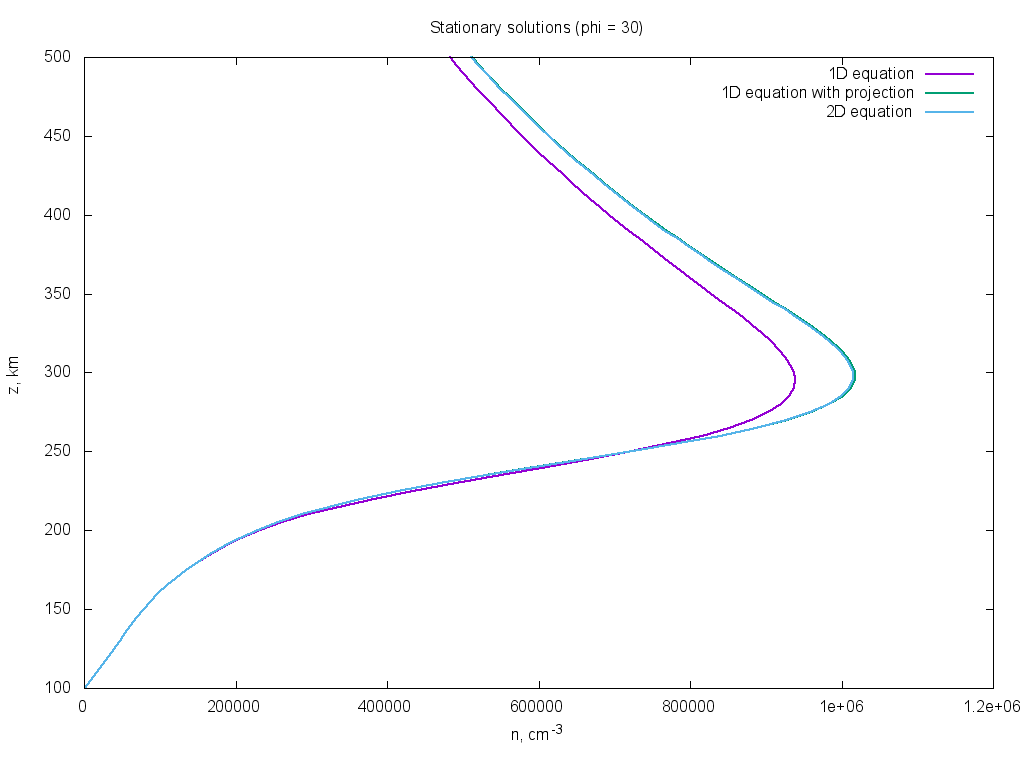 Stationary solutions (phi = 30)
1D equation
1D equation with projection
2D equation
500
450
400
350
300
250
200
150
100
z, km
0 200000 400000 600000 800000 1e+06 1.2e+06
n, cm-3